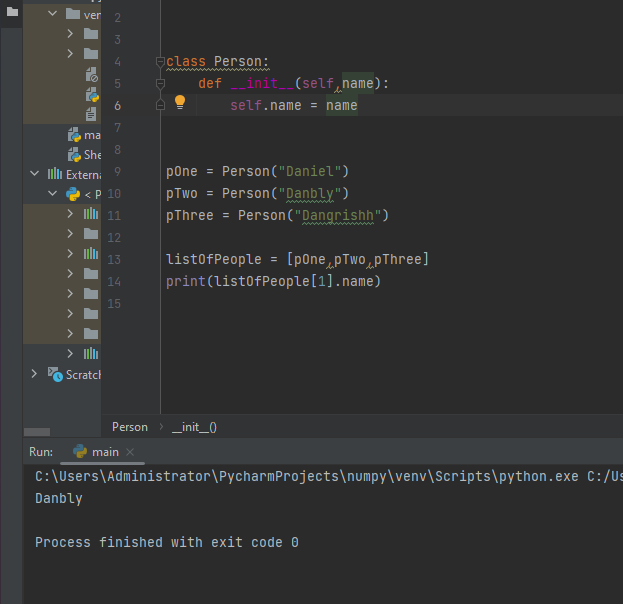 ven
ma
She
Externa
< P
Scratch
2
3
4 class Person:
5 def __init__(self,name):
6 self.name = name
7
8
9 pOne = Person("Daniel")
10 pTwo = Person("Danbly")
11 pThree = Person("Dangrishh")
12
13 listOfPeople = [pOne,pTwo,pThree]
14 print(listOfPeople[1].name)
15
Person > __init__()
Run: main ×
C:\Users\Administrator\PycharmProjects\numpy\venv\Scripts\python.exe C:/Us
Danbly
Process finished with exit code 0